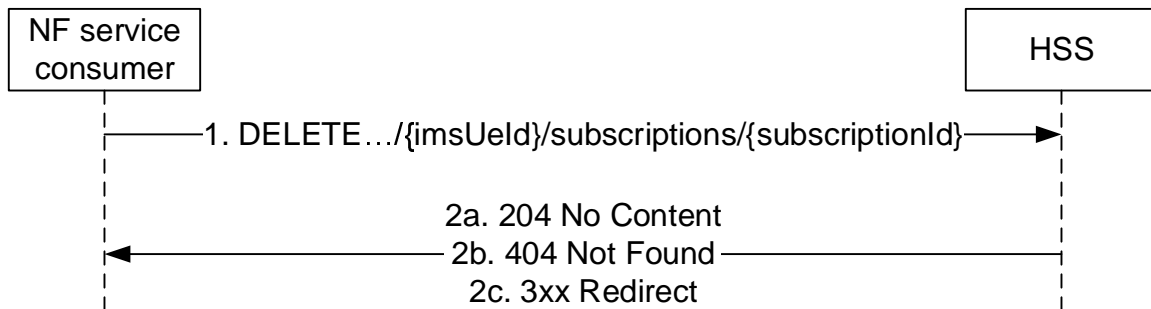 NF service
consumer
HSS
1. DELETE…/{imsUeId}/subscriptions/{subscriptionId}
2a. 204 No Content
2b. 404 Not Found
2c. 3xx Redirect